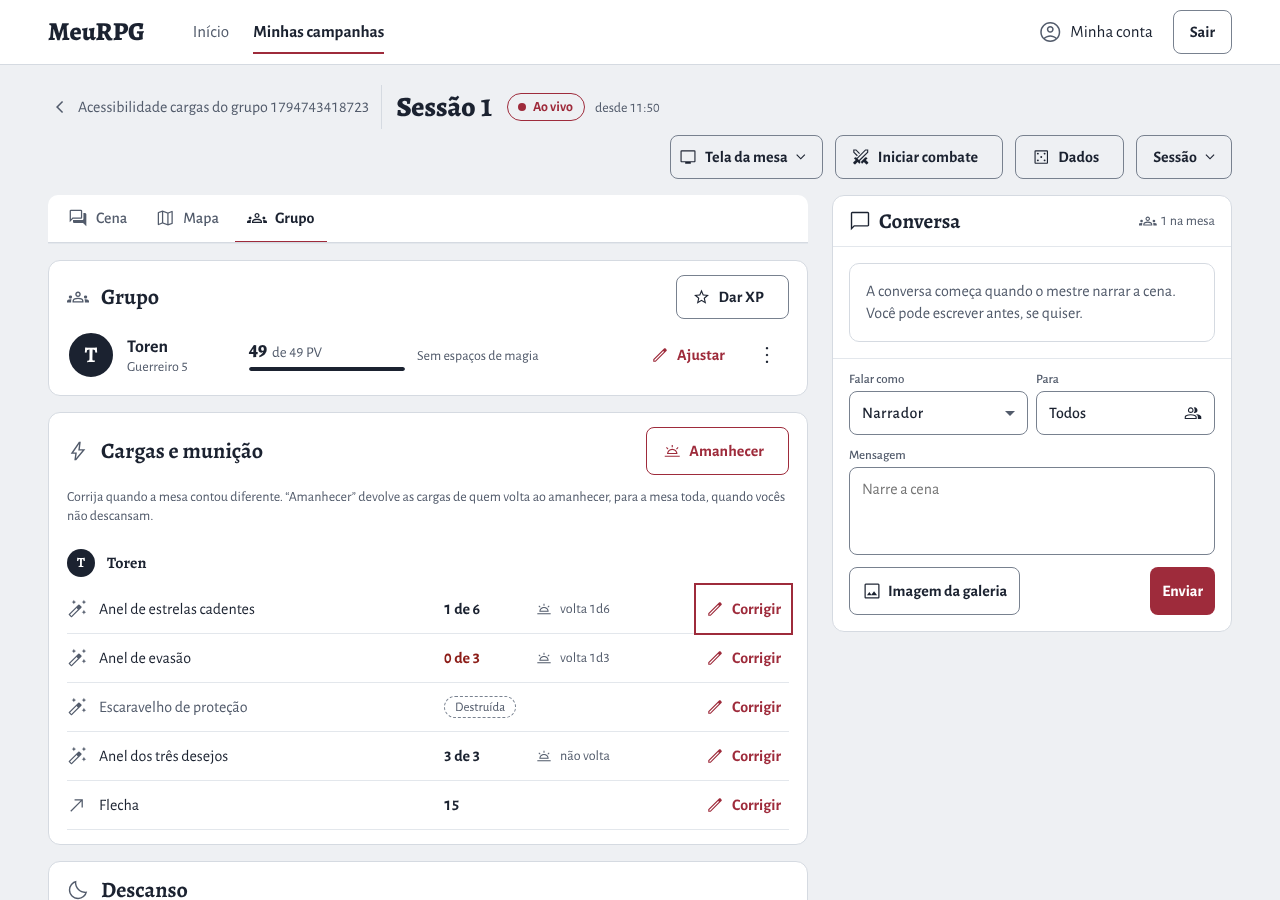 MeuRPG
Início
Minhas campanhas
Minha conta
Sair
Acessibilidade cargas do grupo 1794743418723
Sessão 1
Ao vivo
desde 11:50
Tela da mesa
Iniciar combate
Dados
Sessão
Cena
Mapa
Grupo
Grupo
Dar XP
T
Toren
Guerreiro 5
49 de 49 PV
Sem espaços de magia
Ajustar
Cargas e munição
Amanhecer
Corrija quando a mesa contou diferente. “Amanhecer” devolve as cargas de quem volta ao amanhecer, para a mesa toda, quando vocês
não descansam.
T
Toren
Anel de estrelas cadentes
1 de 6
volta 1d6
Corrigir
Anel de evasão
0 de 3
volta 1d3
Corrigir
Escaravelho de proteção
Destruída
Corrigir
Anel dos três desejos
3 de 3
não volta
Corrigir
Flecha
15
Corrigir
Descanso
Conversa
1 na mesa
A conversa começa quando o mestre narrar a cena.
Você pode escrever antes, se quiser.
Falar como
Para
Narrador
Todos
Mensagem
Narre a cena
Imagem da galeria
Enviar